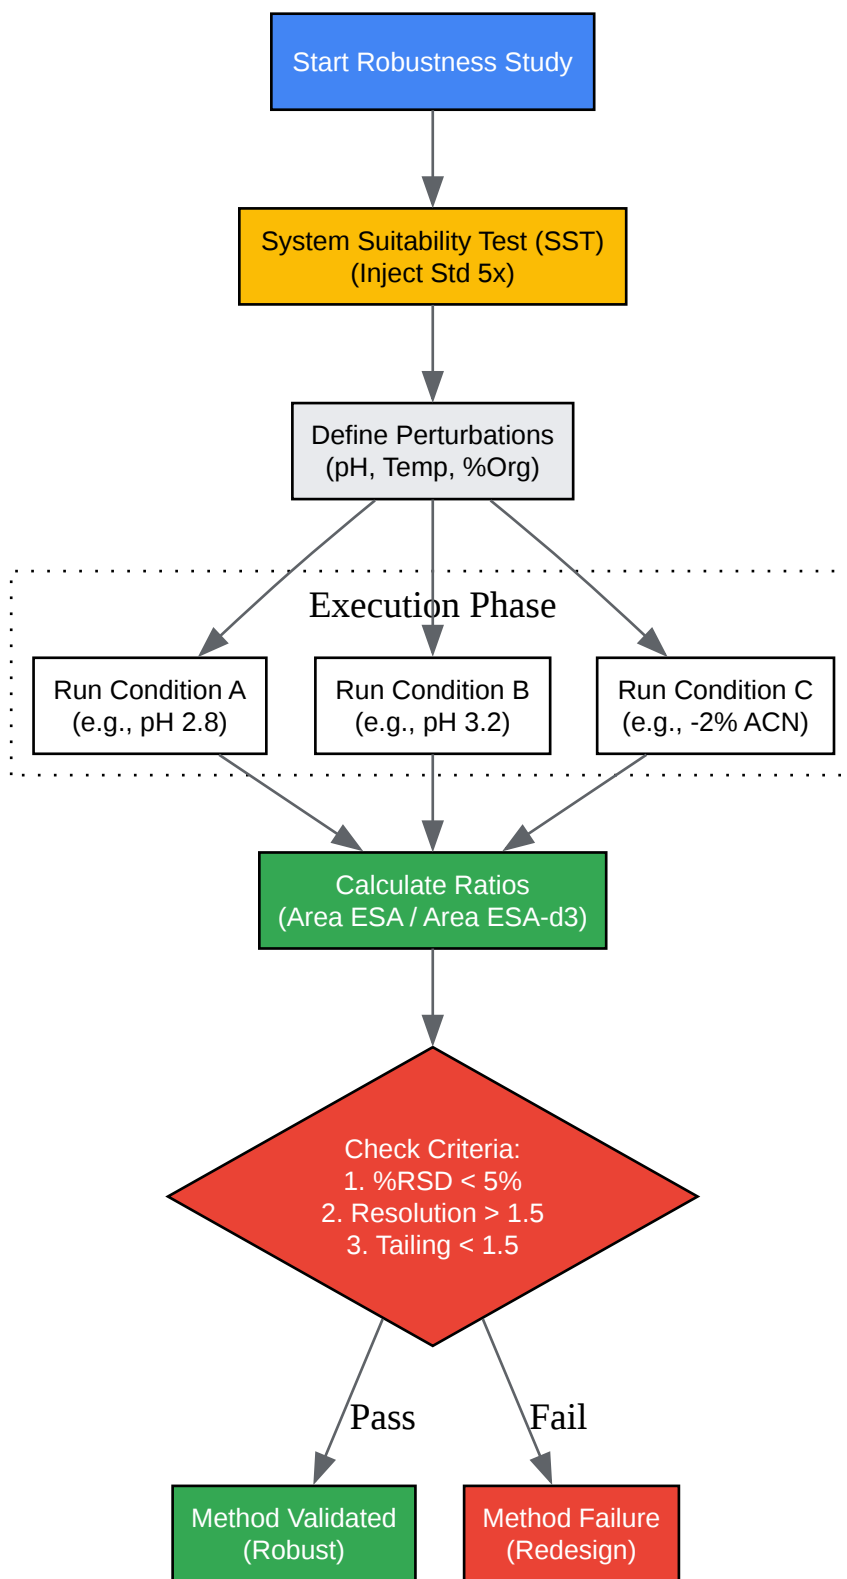 Start Robustness Study
System Suitability Test (SST)
(Inject Std 5x)
Define Perturbations
(pH, Temp, %Org)
Execution Phase
Run Condition A
(e.g., pH 2.8)
Run Condition B
(e.g., pH 3.2)
Run Condition C
(e.g., -2% ACN)
Calculate Ratios
(Area ESA / Area ESA-d3)
Check Criteria:
1. %RSD < 5%
2. Resolution > 1.5
3. Tailing < 1.5
Pass
Fail
Method Validated
(Robust)
Method Failure
(Redesign)